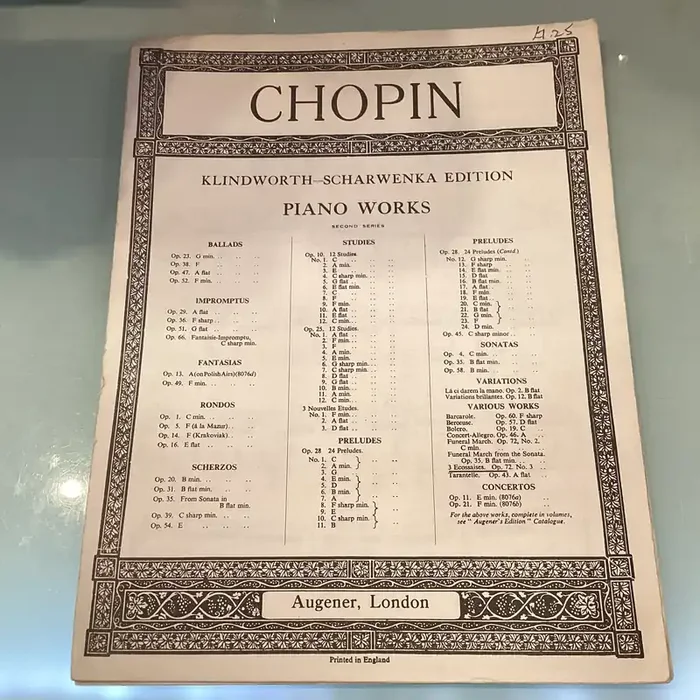 4.25
CHOPIN
KLINDWORTH—SCHARWENKA EDITION
PIANO WORKS
SECOND SERIES
BALLADS
Op. 23. G min. .. .. ..
Op. 38. F .. .. ..
Op. 47. A flat .. .. ..
Op. 52. F min. .. .. ..
IMPROMPTUS
Op. 29. A flat .. ..
Op. 36. F sharp .. ..
Op. 51. G flat .. ..
Op. 66. Fantaisie-Impromptu,
C sharp min.
FANTASIAS
Op. 13. A (on Polish Airs) (8076d)
Op. 49. F min. .. .. ..
RONDOS
Op. 1. C min. .. .. ..
Op. 5. F (à la Mazur) .. ..
Op. 14. F (Krakoviak) .. ..
Op. 16. E flat .. .. ..
SCHERZOS
Op. 20. B min. .. .. ..
Op. 31. B flat min. .. ..
Op. 35. From Sonata in
B flat min.
Op. 39. C sharp min. .. ..
Op. 54. E .. .. ..
STUDIES
Op. 10. 12 Studies.
No. 1. C .. ..
2. A min. .. ..
3. E .. ..
4. C sharp min. .. ..
5. G flat .. ..
6. E flat min. .. ..
7. C .. ..
8. F .. ..
9. F min. .. ..
10. A flat .. ..
11. E flat .. ..
12. C min. .. ..
Op. 25. 12 Studies.
No. 1. A flat .. ..
2. F min. .. ..
3. F .. ..
4. A min. .. ..
5. E min. .. ..
6. G sharp min. .. ..
7. C sharp min. .. ..
8. D flat .. ..
9. G flat .. ..
10. B min. .. ..
11. A min. .. ..
12. C min. .. ..
3 Nouvelles Etudes.
No. 1. F min. .. ..
2. A flat .. ..
3. D flat .. ..
PRELUDES
Op. 28 24 Preludes.
No. 1. C
2. A min.
3. G
4. E min.
5. D
6. B min.
7. A
8. F sharp min.
9. E
10. C sharp min.
11. B
PRELUDES
Op. 28. 24 Preludes (Contd.)
No. 12. G sharp min. ..
13. F sharp ..
14. E flat min. ..
15. D flat ..
16. B flat min. ..
17. A flat ..
18. F min. ..
19. E flat ..
20. C min.
21. B flat
22. G min.
23. F
24. D min. ..
Op. 45. C sharp minor ..
SONATAS
Op. 4. C min. .. ..
Op. 35. B flat min. .. ..
Op. 58. B min. .. ..
VARIATIONS
Là ci darem la mano. Op. 2. B flat
Variations brillantes. Op. 12. B flat
VARIOUS WORKS
Barcarole. Op. 60. F sharp
Berceuse. Op. 57. D flat
Bolero. Op. 19. C
Concert-Allegro. Op. 46. A ..
Funeral March. Op. 72, No. 2.
C min. .. ..
Funeral March from the Sonata.
Op. 35. B flat min. ..
3 Ecossaises. Op. 72. No. 3 ..
Tarantelle. Op. 43. A flat ..
CONCERTOS
Op. 11. E min. (8076a) ..
Op. 21. F min. (8076b) ..
For the above works, complete in volumes,
see "Augener's Edition" Catalogue.
Augener, London
Printed in England